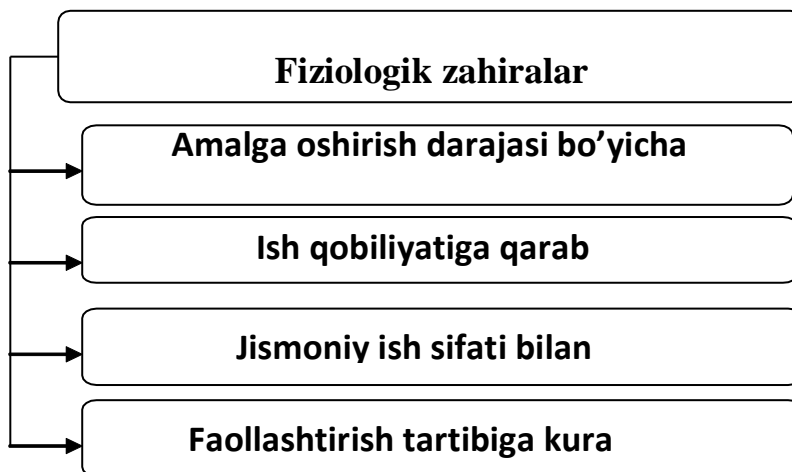 Fiziologik zahiralar
Amalga oshirish darajasi bo’yicha
Ish qobiliyatiga qarab
Jismoniy ish sifati bilan
Faollashtirish tartibiga kura